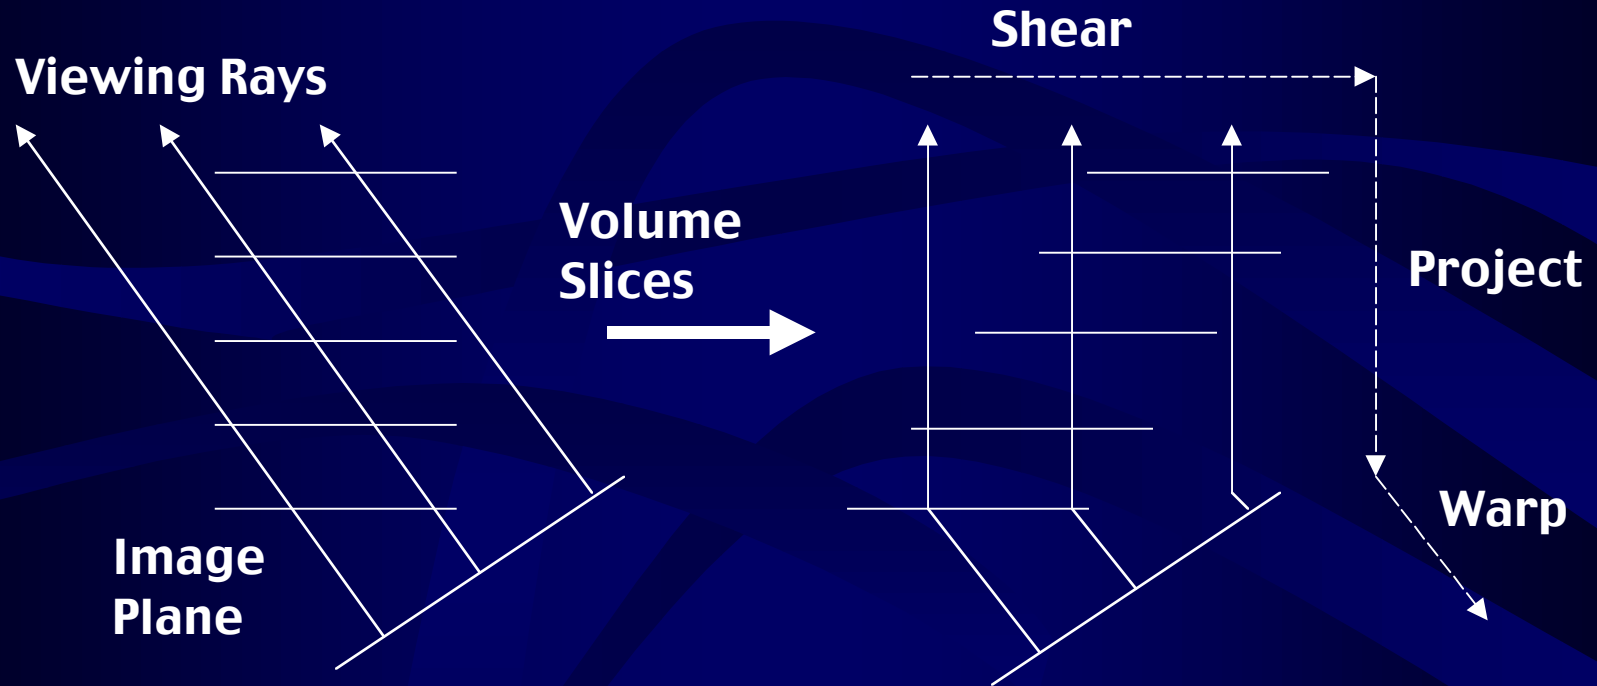 Shear
Viewing Rays
Volume
Slices
Project
Warp
Image
Plane